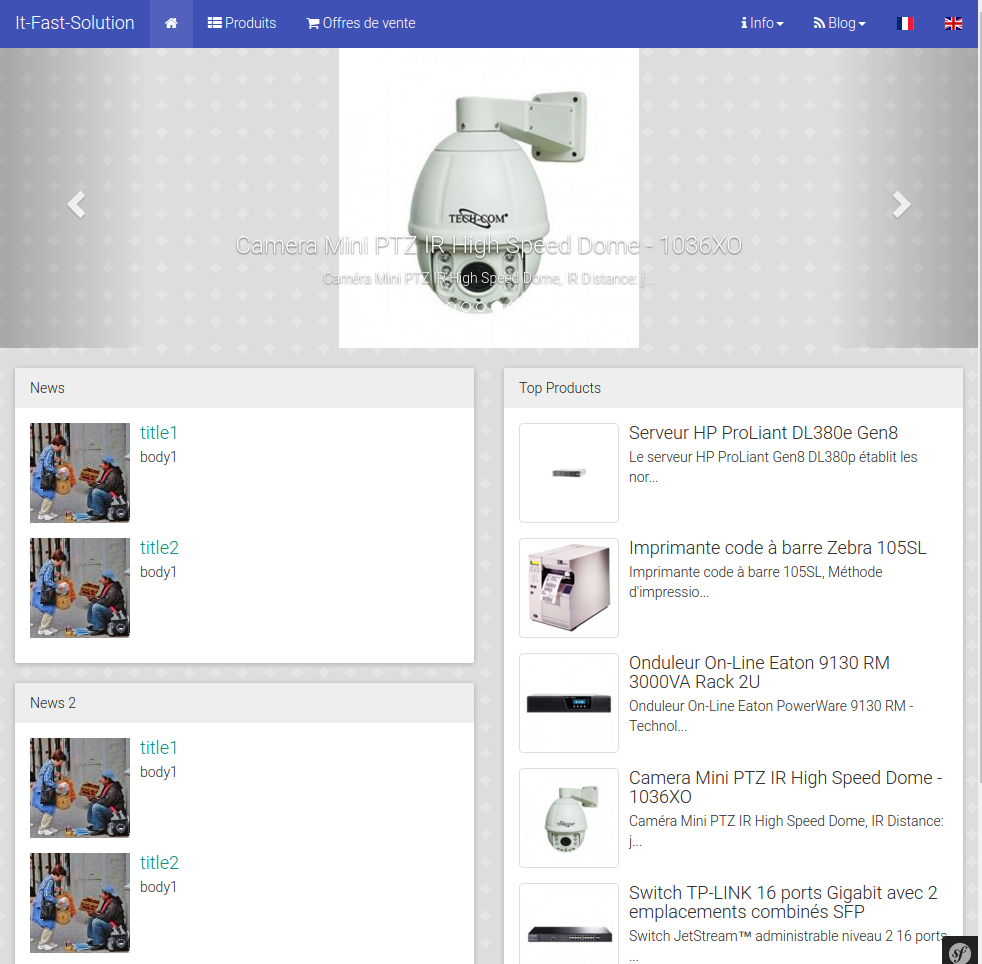 It-Fast-Solution Produits Offres de vente Info Blog
TECH-COM
Camera Mini PTZ IR High Speed Dome - 1036XO
Caméra Mini PTZ IR High Speed Dome, IR Distance: j...
News
title1
body1
title2
body1
News 2
title1
body1
title2
body1
Top Products
Serveur HP ProLiant DL380e Gen8
Le serveur HP ProLiant Gen8 DL380p établit les
nor...
Imprimante code à barre Zebra 105SL
Imprimante code à barre 105SL, Méthode
d'impressio...
Onduleur On-Line Eaton 9130 RM
3000VA Rack 2U
Onduleur On-Line Eaton PowerWare 9130 RM -
Technol...
Camera Mini PTZ IR High Speed Dome -
1036XO
Caméra Mini PTZ IR High Speed Dome, IR Distance:
j...
Switch TP-LINK 16 ports Gigabit avec 2
emplacements combinés SFP
Switch JetStream™ administrable niveau 2 16 ports
...
sf